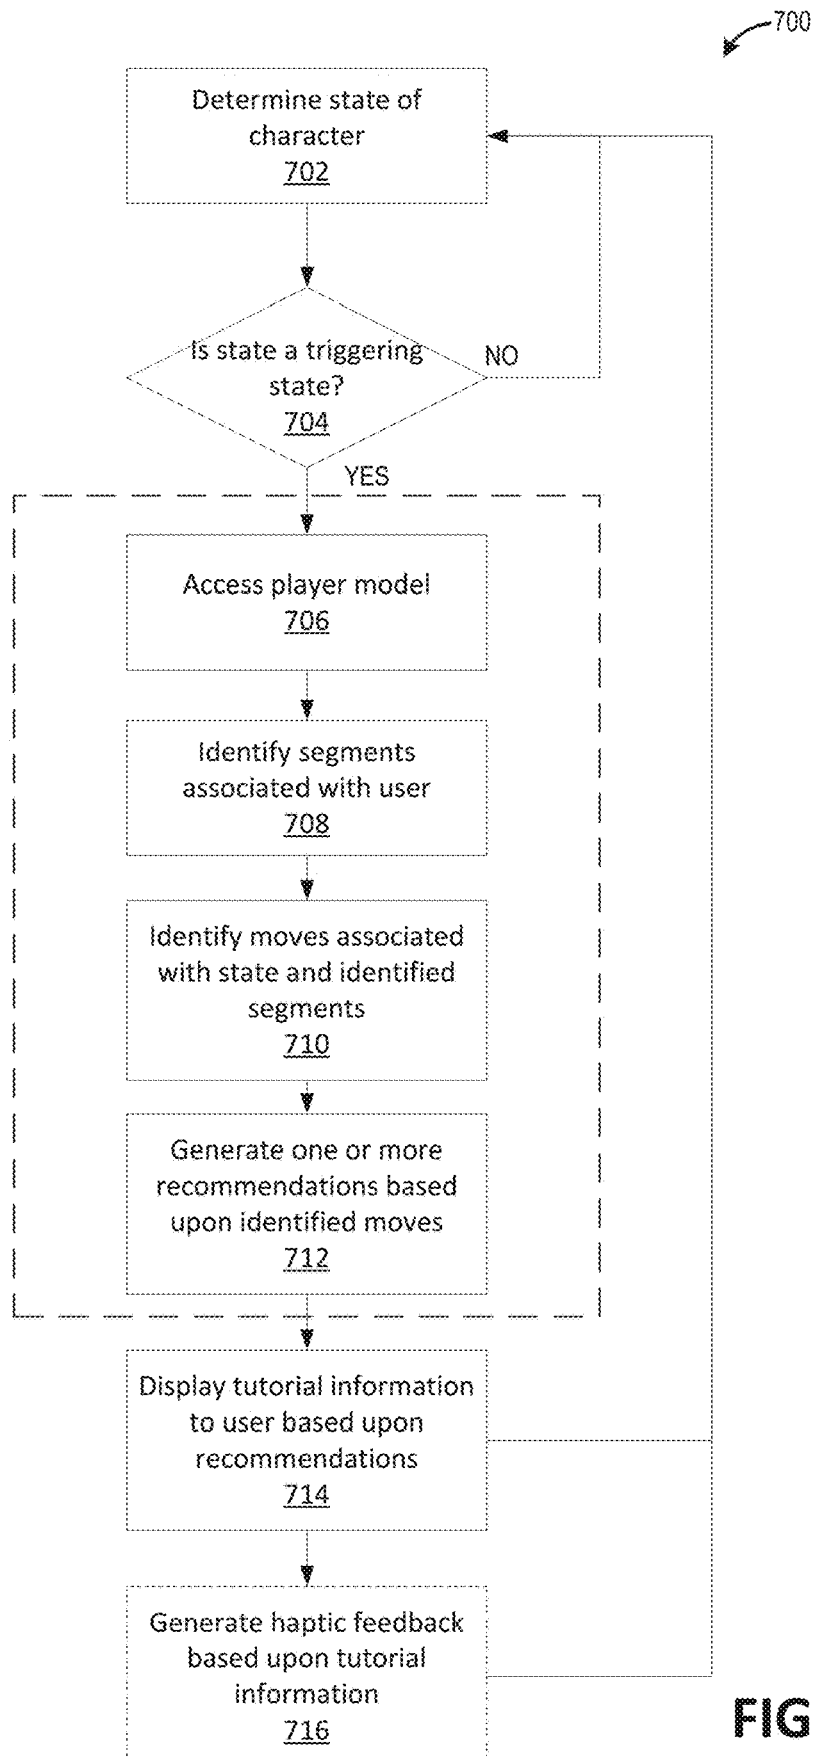 700
Determine state of
character
702
Is state a triggering
state?
704
NO
YES
Access player model
706
Identify segments
associated with user
708
Identify moves associated
with state and identified
segments
710
Generate one or more
recommendations based
upon identified moves
712
Display tutorial information
to user based upon
recommendations
714
Generate haptic feedback
based upon tutorial
information
716
FIG